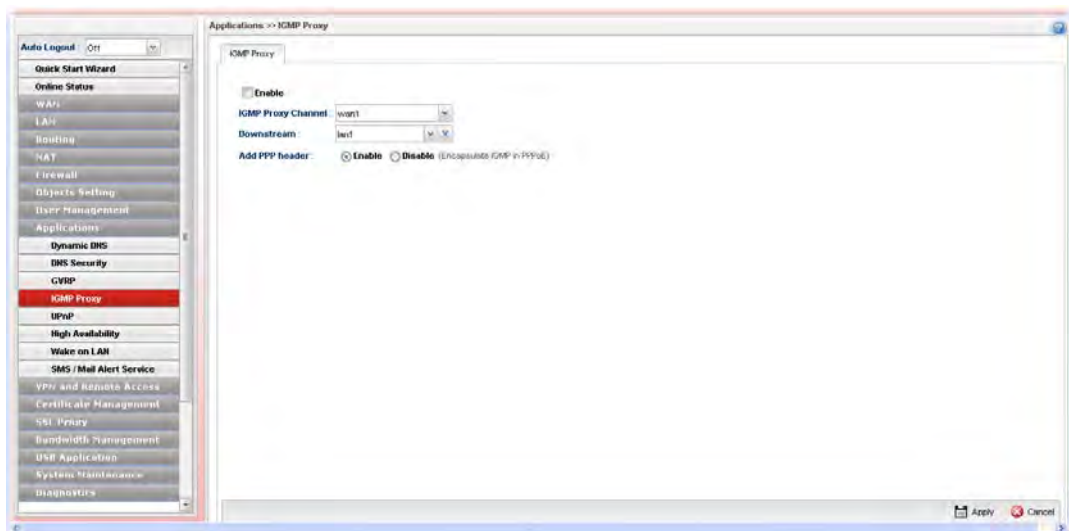 Applications >> IGMP Proxy
Auto Logout : Off
Quick Start Wizard
Online Status
WAN
LAN
Routing
NAT
Firewall
Objects Setting
User Management
Applications
Dynamic DNS
DNS Security
GVRP
IGMP Proxy
UPnP
High Availability
Wake on LAN
SMS / Mail Alert Service
VPN and Remote Access
Certificate Management
SSL Proxy
Bandwidth Management
USB Application
System Maintenance
Diagnostics
IGMP Proxy
Enable
IGMP Proxy Channel : wan1
Downstream : lan1
Add PPP header : Enable Disable (Encapsulate IGMP in PPPoE)
Apply Cancel